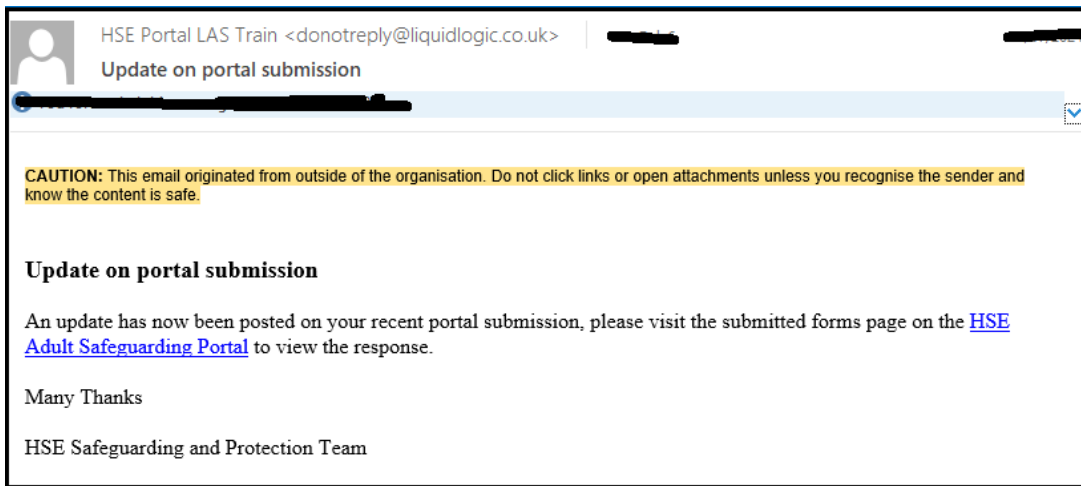 HSE Portal LAS Train <donotreply@liquidlogic.co.uk>
Update on portal submission
CAUTION: This email originated from outside of the organisation. Do not click links or open attachments unless you recognise the sender and
know the content is safe.
Update on portal submission
An update has now been posted on your recent portal submission, please visit the submitted forms page on the HSE
Adult Safeguarding Portal to view the response.
Many Thanks
HSE Safeguarding and Protection Team